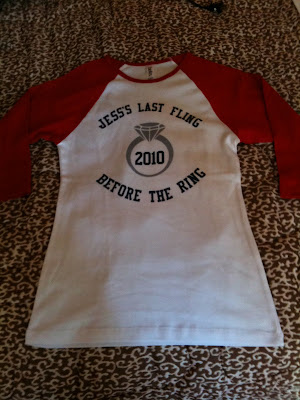 JESS'S LAST FLING
2010
BEFORE THE RING